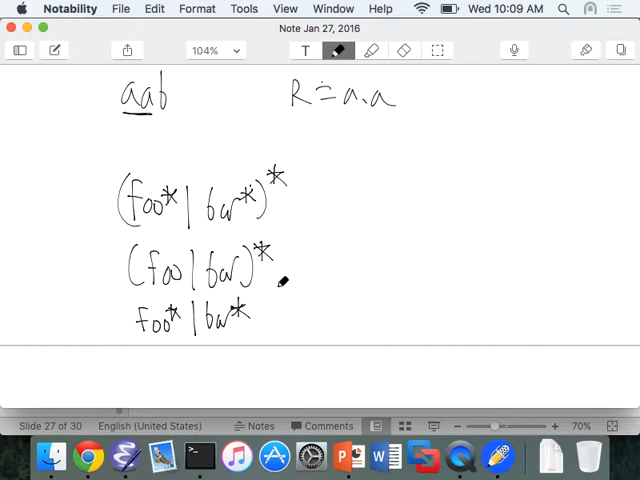 Notability File Edit Format Tools Window Help Wed 10:09 AM
Note Jan 27, 2016
104% T
aab R ≐ a.a
(foo* | bar*)*
(foo | bar)*
foo* | bar*
Slide 27 of 30 English (United States) Notes Comments 70%